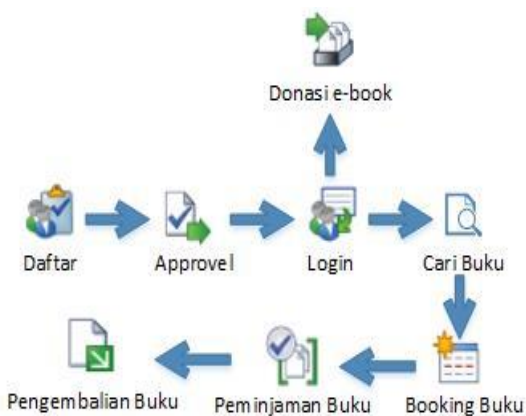 Donasi e-book
Daftar
Approvel
Login
Cari Buku
Pengembalian Buku
Peminjaman Buku
Booking Buku